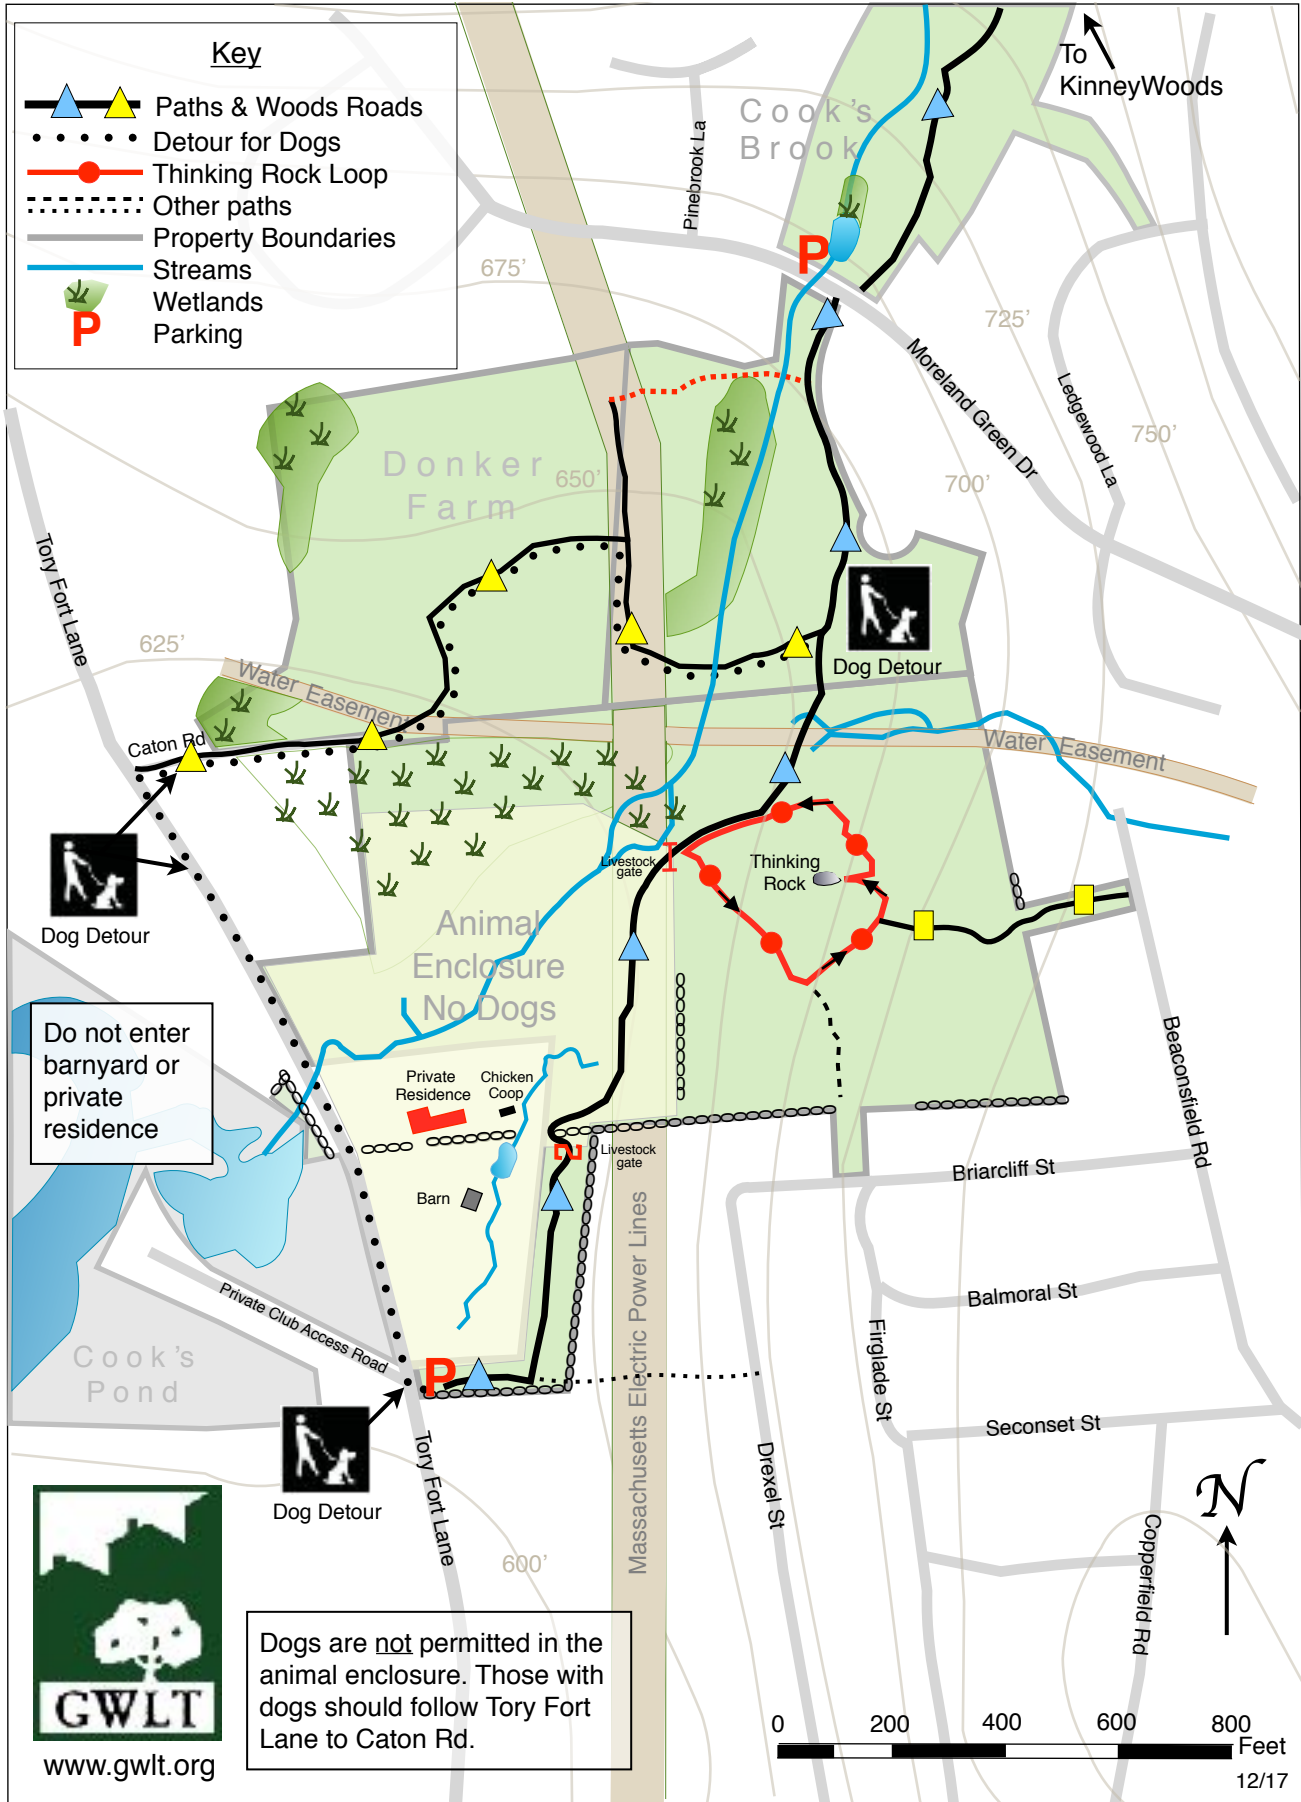 Key
Paths & Woods Roads
Detour for Dogs
Thinking Rock Loop
Other paths
Property Boundaries
Streams
Wetlands
P
Parking
To
KinneyWoods
Cook's
Brook
Pinebrook La
P
675'
725'
Moreland Green Dr
Ledgewood La
750'
700'
Donker
Farm
650'
Tory Fort Lane
625'
Water Easement
Dog Detour
Caton Rd
Water Easement
Livestock
gate
Thinking
Rock
Dog Detour
Animal
Enclosure
No Dogs
Do not enter
barnyard or
private
residence
Private
Residence
Chicken
Coop
Beaconsfield Rd
Livestock
gate
2
Barn
Briarcliff St
Massachusetts Electric Power Lines
Private Club Access Road
Balmoral St
Firglade St
Cook's
Pond
P
Seconset St
Drexel St
Tory Fort Lane
Dog Detour
Copperfield Rd
N
600'
GWLT
www.gwlt.org
Dogs are not permitted in the
animal enclosure. Those with
dogs should follow Tory Fort
Lane to Caton Rd.
0 200 400 600 800
Feet
12/17